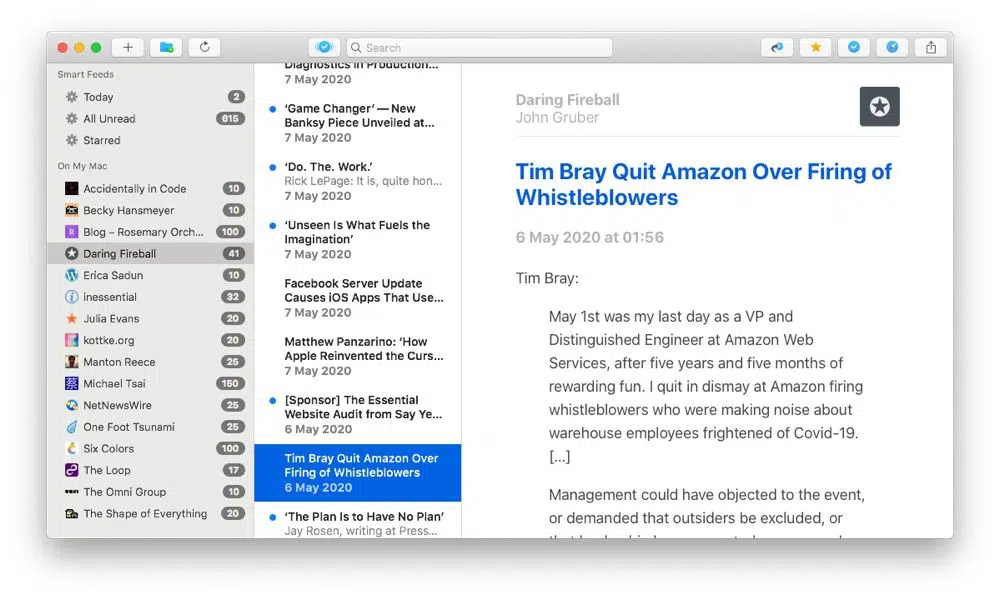 Search
Smart Feeds
Today 2
All Unread 615
Starred
On My Mac
Accidentally in Code 10
Becky Hansmeyer 10
Blog – Rosemary Orch... 100
Daring Fireball 41
Erica Sadun 10
inessential 32
Julia Evans 20
kottke.org 20
Manton Reece 25
Michael Tsai 150
NetNewsWire 25
One Foot Tsunami 25
Six Colors 100
The Loop 17
The Omni Group 10
The Shape of Everything 20
Diagnostics in Production...
7 May 2020
‘Game Changer’ — New
Banksy Piece Unveiled at...
7 May 2020
‘Do. The. Work.’
Rick LePage: It is, quite hon...
7 May 2020
‘Unseen Is What Fuels the
Imagination’
7 May 2020
Facebook Server Update
Causes iOS Apps That Use...
7 May 2020
Matthew Panzarino: ‘How
Apple Reinvented the Curs...
7 May 2020
[Sponsor] The Essential
Website Audit from Say Ye...
6 May 2020
Tim Bray Quit Amazon Over
Firing of Whistleblowers
6 May 2020
‘The Plan Is to Have No Plan’
Jay Rosen, writing at Press...
Daring Fireball
John Gruber
Tim Bray Quit Amazon Over Firing of
Whistleblowers
6 May 2020 at 01:56
Tim Bray:
May 1st was my last day as a VP and
Distinguished Engineer at Amazon Web
Services, after five years and five months of
rewarding fun. I quit in dismay at Amazon firing
whistleblowers who were making noise about
warehouse employees frightened of Covid-19.
[…]
Management could have objected to the event,
or demanded that outsiders be excluded, or